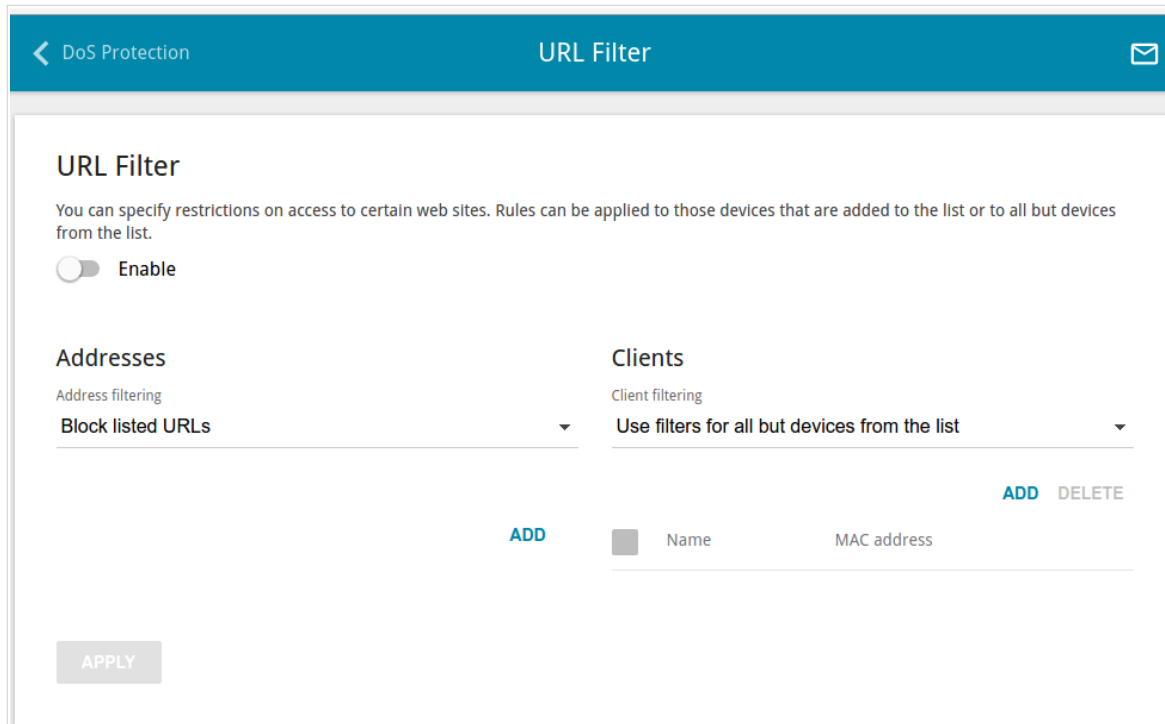 DoS Protection
URL Filter
URL Filter
You can specify restrictions on access to certain web sites. Rules can be applied to those devices that are added to the list or to all but devices
from the list.
Enable
Addresses
Address filtering
Block listed URLs
ADD
Clients
Client filtering
Use filters for all but devices from the list
ADD DELETE
Name MAC address
APPLY